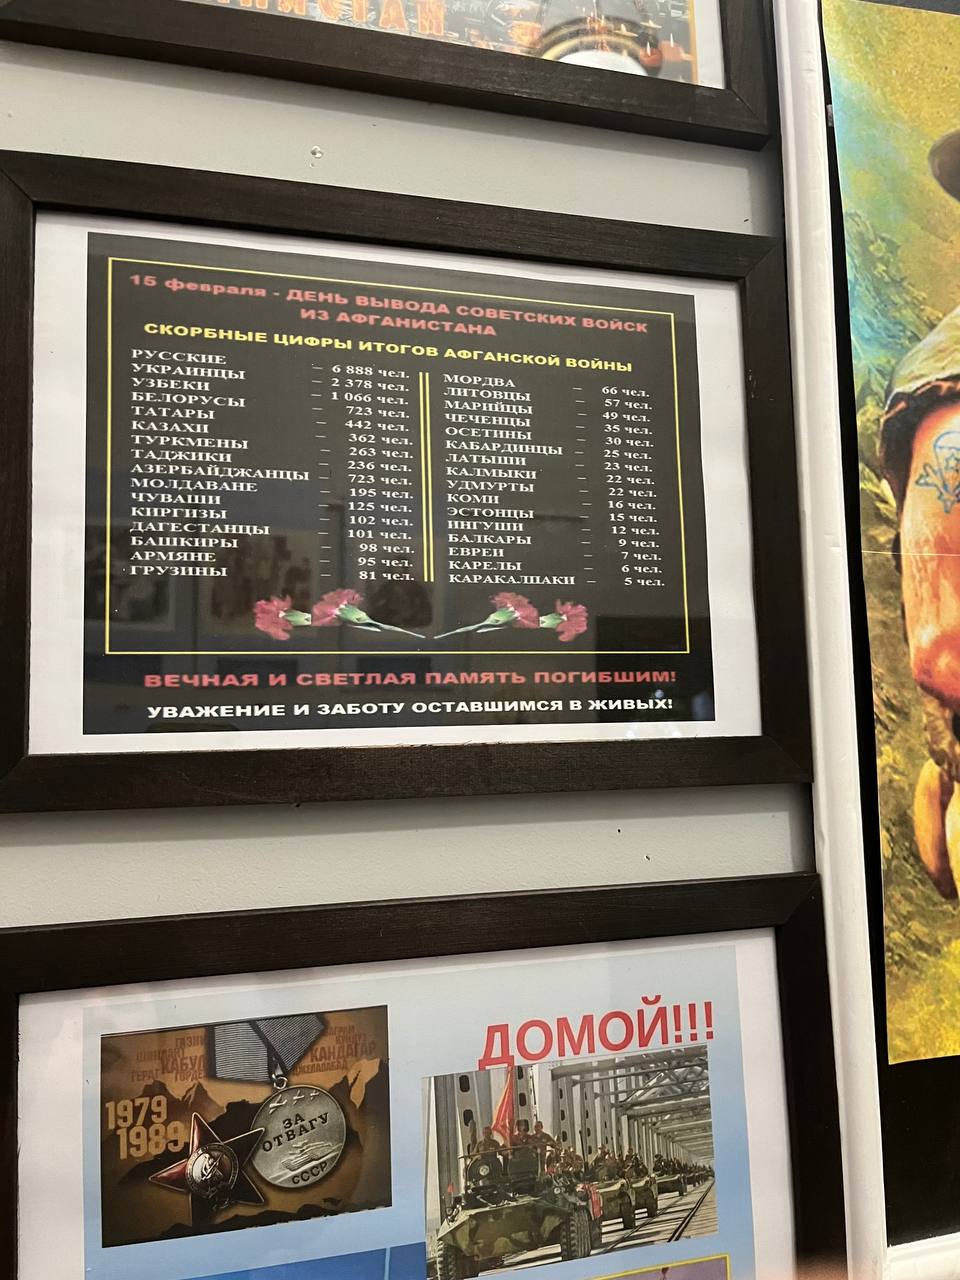 15 февраля - ДЕНЬ ВЫВОДА СОВЕТСКИХ ВОЙСК
ИЗ АФГАНИСТАНА
СКОРБНЫЕ ЦИФРЫ ИТОГОВ АФГАНСКОЙ ВОЙНЫ
РУССКИЕ – 6 888 чел.
УКРАИНЦЫ – 2 378 чел.
УЗБЕКИ – 1 066 чел.
БЕЛОРУСЫ – 723 чел.
ТАТАРЫ – 442 чел.
КАЗАХИ – 362 чел.
ТУРКМЕНЫ – 263 чел.
ТАДЖИКИ – 236 чел.
АЗЕРБАЙДЖАНЦЫ – 723 чел.
МОЛДАВАНЕ – 195 чел.
ЧУВАШИ – 125 чел.
КИРГИЗЫ – 102 чел.
ДАГЕСТАНЦЫ – 101 чел.
БАШКИРЫ – 98 чел.
АРМЯНЕ – 95 чел.
ГРУЗИНЫ – 81 чел.
МОРДВА – 66 чел.
ЛИТОВЦЫ – 57 чел.
МАРИЙЦЫ – 49 чел.
ЧЕЧЕНЦЫ – 35 чел.
ОСЕТИНЫ – 30 чел.
КАБАРДИНЦЫ – 25 чел.
ЛАТЫШИ – 23 чел.
КАЛМЫКИ – 22 чел.
УДМУРТЫ – 22 чел.
КОМИ – 16 чел.
ЭСТОНЦЫ – 15 чел.
ИНГУШИ – 12 чел.
БАЛКАРЫ – 9 чел.
ЕВРЕИ – 7 чел.
КАРЕЛЫ – 6 чел.
КАРАКАЛПАКИ – 5 чел.
ВЕЧНАЯ И СВЕТЛАЯ ПАМЯТЬ ПОГИБШИМ!
УВАЖЕНИЕ И ЗАБОТУ ОСТАВШИМСЯ В ЖИВЫХ!
ДОМОЙ!!!
ШИНДАНТ
КАБУЛ
ГЕРАТ
КАНДАГАР
ДЖЕЛАЛАБАД
1979
1989
ЗА
ОТВАГУ
СССР